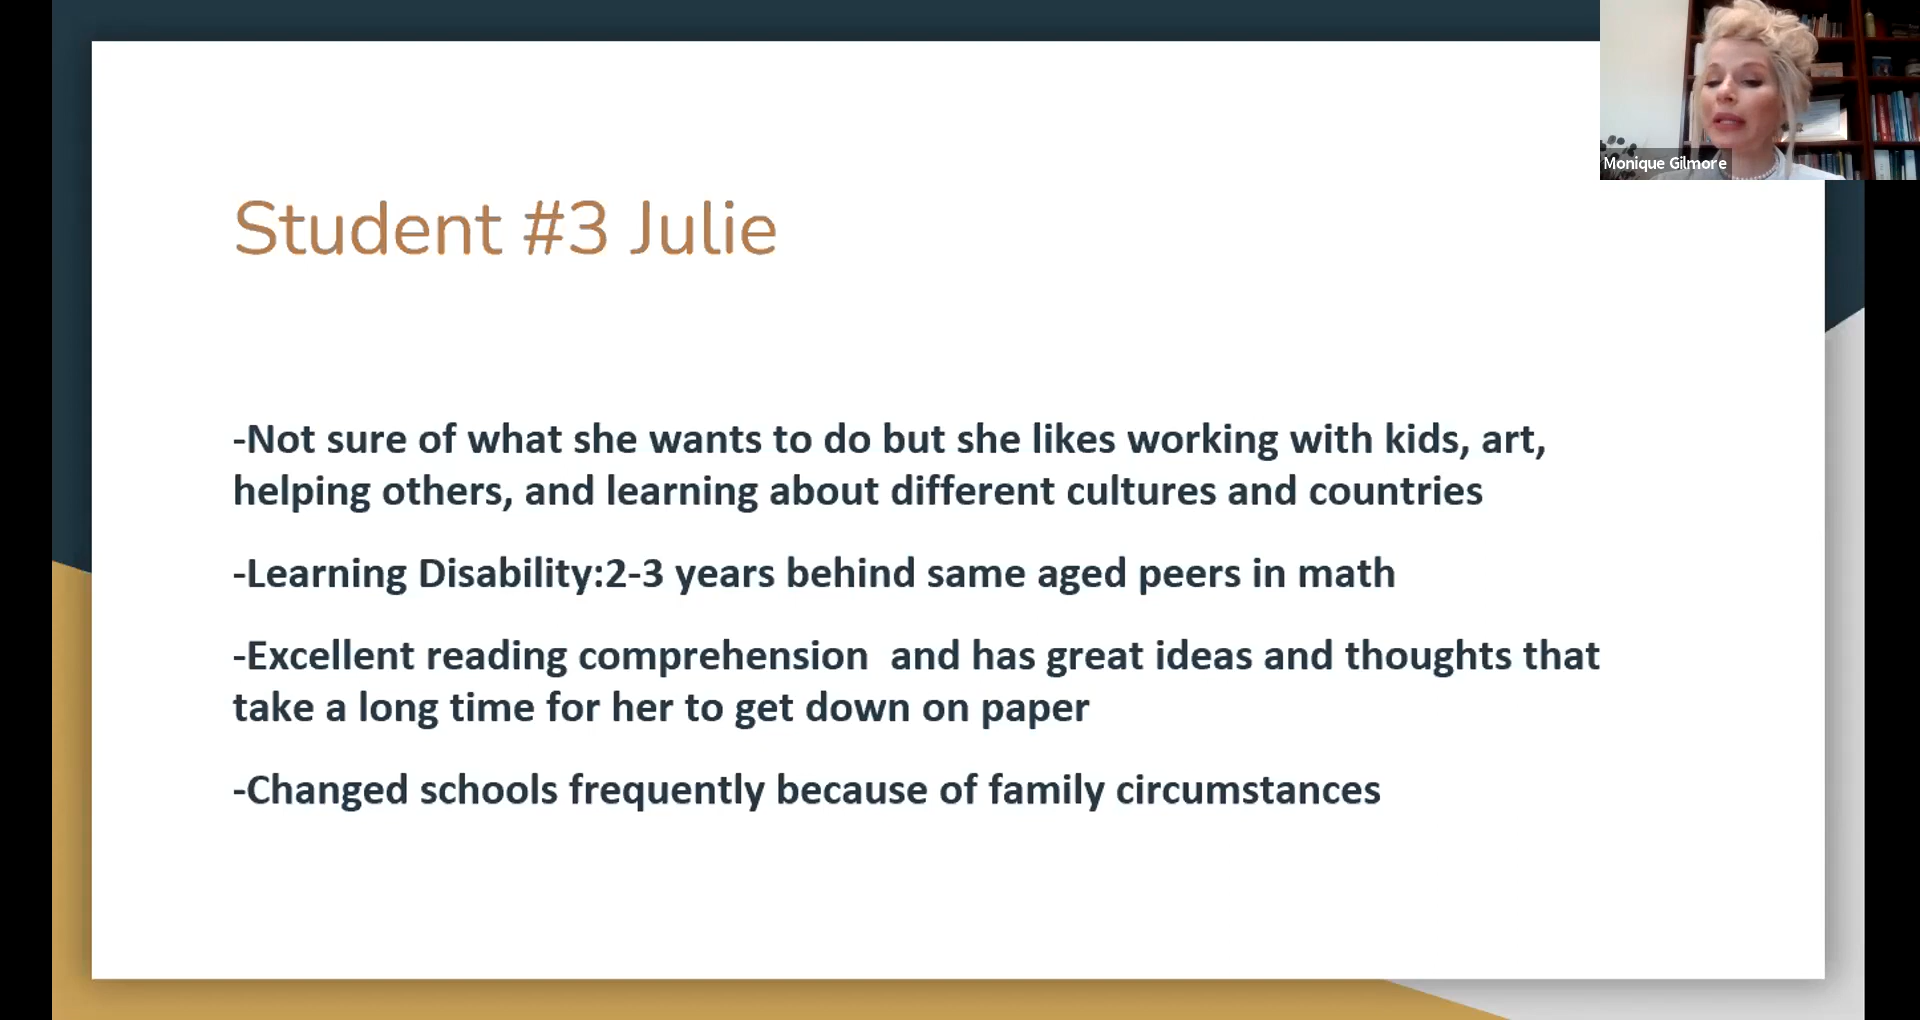 Monique Gilmore
Student #3 Julie
-Not sure of what she wants to do but she likes working with kids, art,
helping others, and learning about different cultures and countries
-Learning Disability:2-3 years behind same aged peers in math
-Excellent reading comprehension  and has great ideas and thoughts that
take a long time for her to get down on paper
-Changed schools frequently because of family circumstances